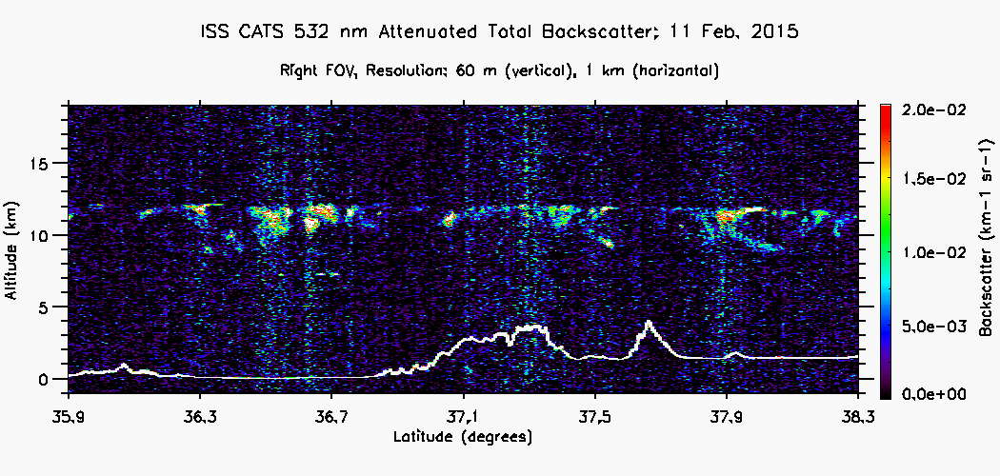 ISS CATS 532 nm Attenuated Total Backscatter; 11 Feb. 2015
Right FOV, Resolution: 60 m (vertical), 1 km (horizontal)
15
10
5
0
Altitude (km)
35.9 36.3 36.7 37.1 37.5 37.9 38.3
Latitude (degrees)
2.0e-02
1.5e-02
1.0e-02
5.0e-03
0.0e+00
Backscatter (km-1 sr-1)